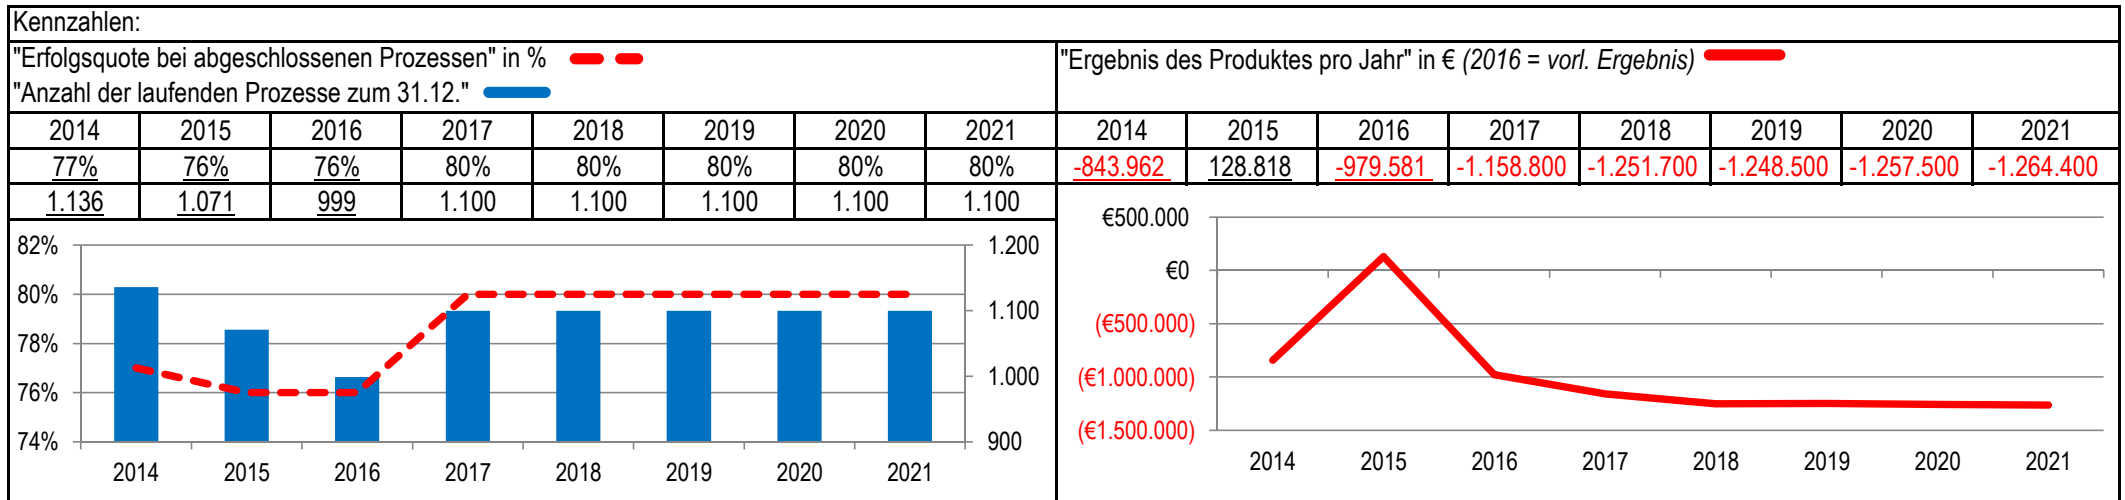 Kennzahlen:
"Erfolgsquote bei abgeschlossenen Prozessen" in %
"Anzahl der laufenden Prozesse zum 31.12."
2014 2015 2016 2017 2018 2019 2020 2021
77% 76% 76% 80% 80% 80% 80% 80%
1.136 1.071 999 1.100 1.100 1.100 1.100 1.100
82% 1.200
80% 1.100
78% 1.000
76%
74% 900
2014 2015 2016 2017 2018 2019 2020 2021
"Ergebnis des Produktes pro Jahr" in € (2016 = vorl. Ergebnis)
2014 2015 2016 2017 2018 2019 2020 2021
-843.962 128.818 -979.581 -1.158.800 -1.251.700 -1.248.500 -1.257.500 -1.264.400
€500.000
€0
(€500.000)
(€1.000.000)
(€1.500.000)
2014 2015 2016 2017 2018 2019 2020 2021